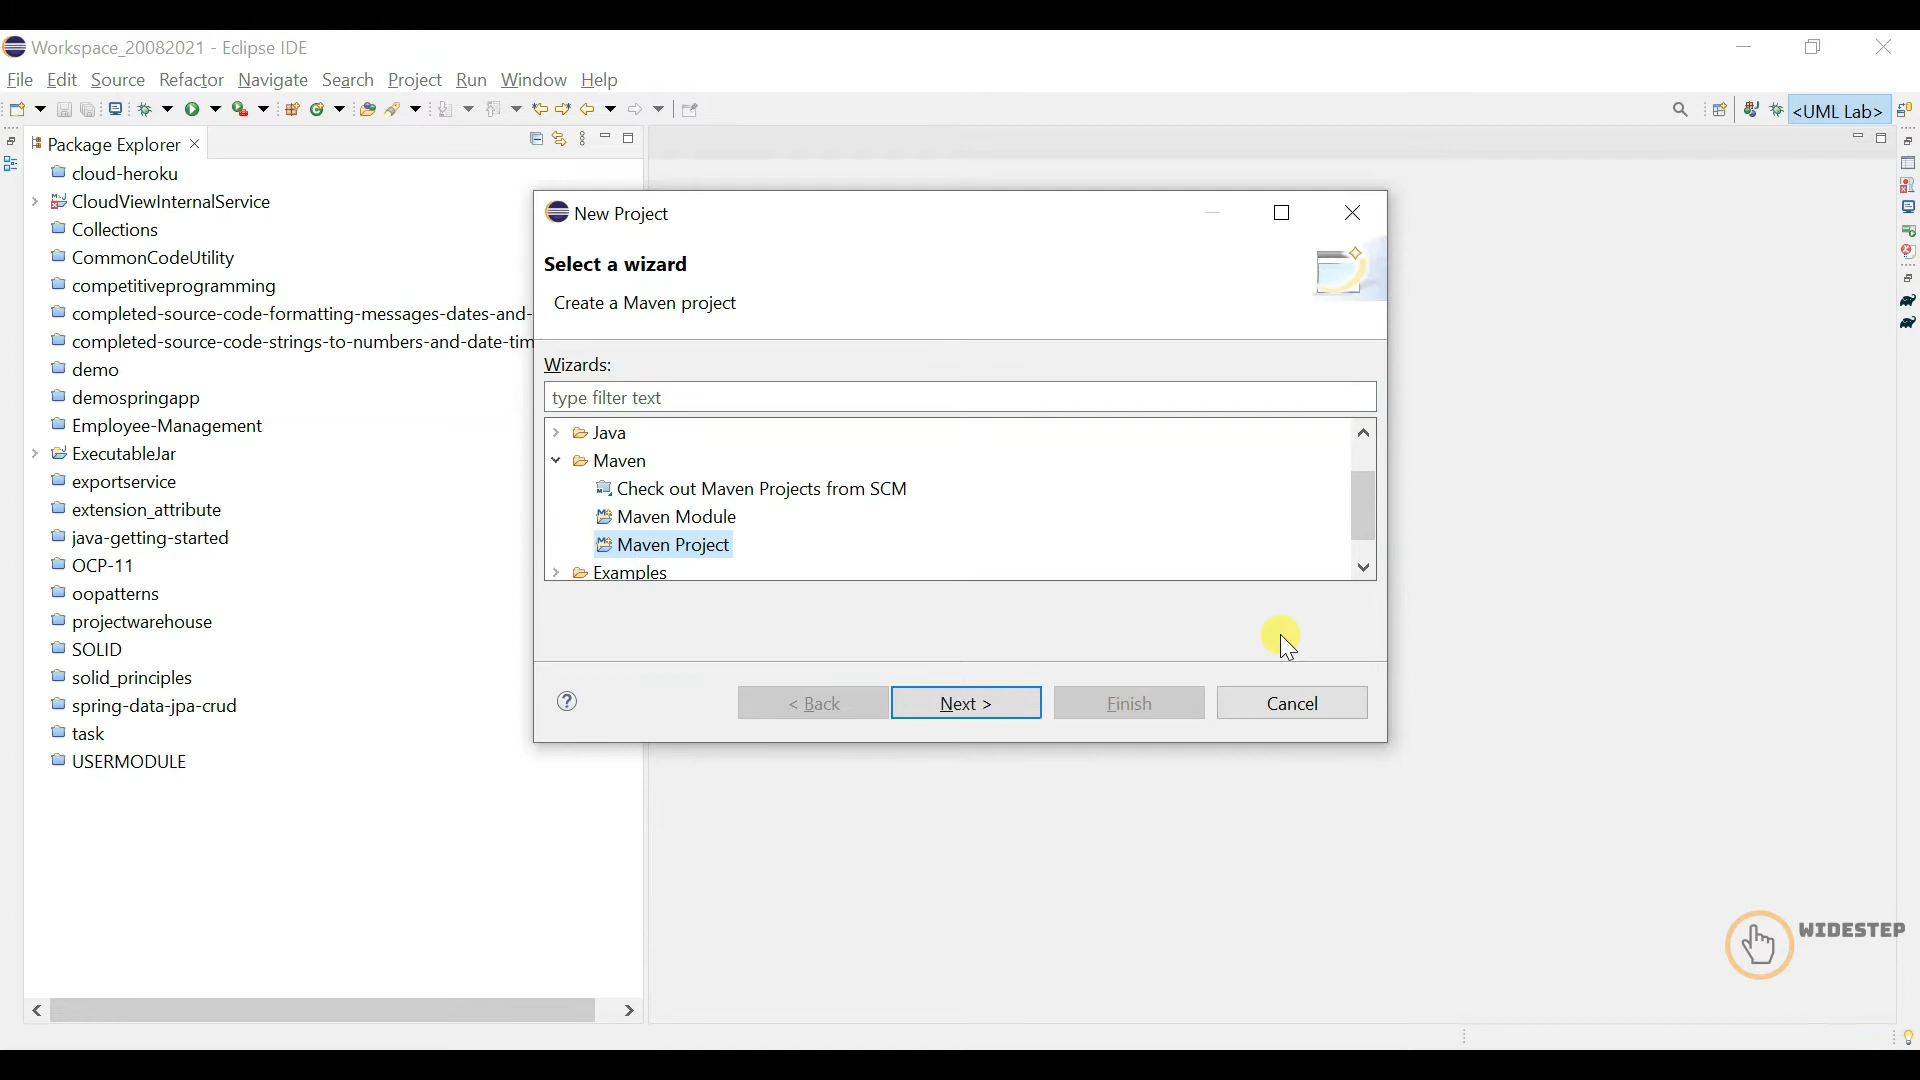 Workspace_20082021 - Eclipse IDE
File Edit Source Refactor Navigate Search Project Run Window Help
<UML Lab>
Package Explorer
cloud-heroku
CloudViewInternalService
Collections
CommonCodeUtility
competitiveprogramming
completed-source-code-formatting-messages-dates-and-
completed-source-code-strings-to-numbers-and-date-tim
demo
demospringapp
Employee-Management
ExecutableJar
exportservice
extension_attribute
java-getting-started
OCP-11
oopatterns
projectwarehouse
SOLID
solid_principles
spring-data-jpa-crud
task
USERMODULE
New Project
Select a wizard
Create a Maven project
Wizards:
type filter text
Java
Maven
Check out Maven Projects from SCM
Maven Module
Maven Project
Examples
< Back Next > Finish Cancel
WIDESTEP